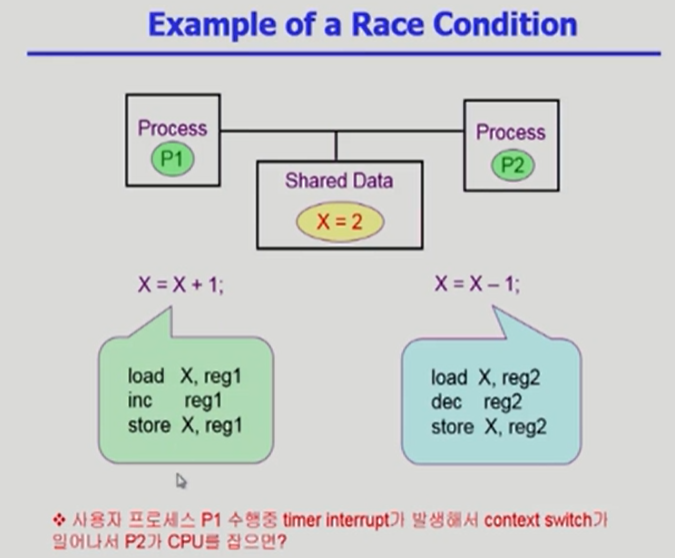 Example of a Race Condition
Process
P1
Process
P2
Shared Data
X = 2
X = X + 1;
X = X – 1;
load X, reg1
inc reg1
store X, reg1
load X, reg2
dec reg2
store X, reg2
❖ 사용자 프로세스 P1 수행중 timer interrupt가 발생해서 context switch가
일어나서 P2가 CPU를 잡으면?